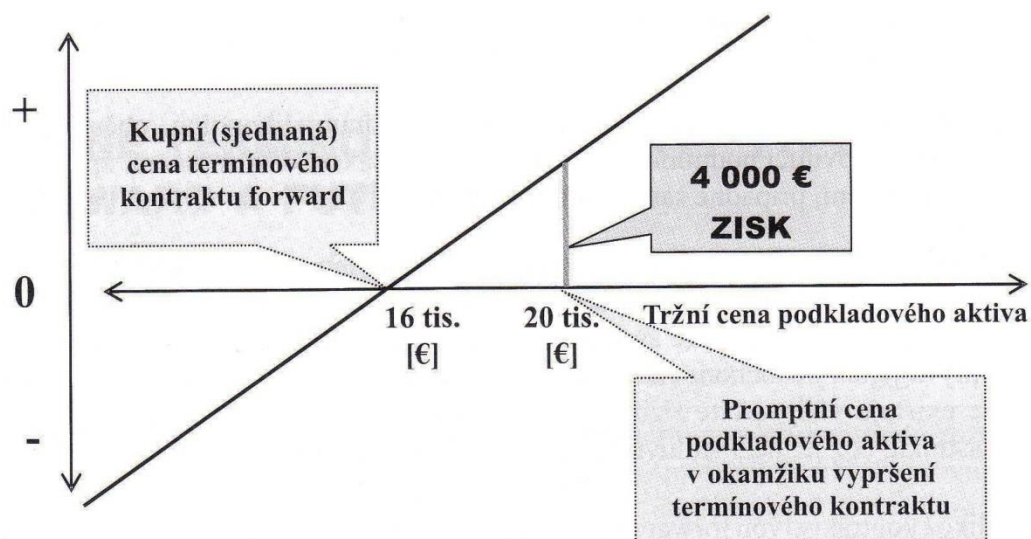 +
Kupní (sjednaná)
cena termínového
kontraktu forward
4 000 €
ZISK
0
16 tis.
[€]
20 tis.
[€]
Tržní cena podkladového aktiva
-
Promptní cena
podkladového aktiva
v okamžiku vypršení
termínového kontraktu